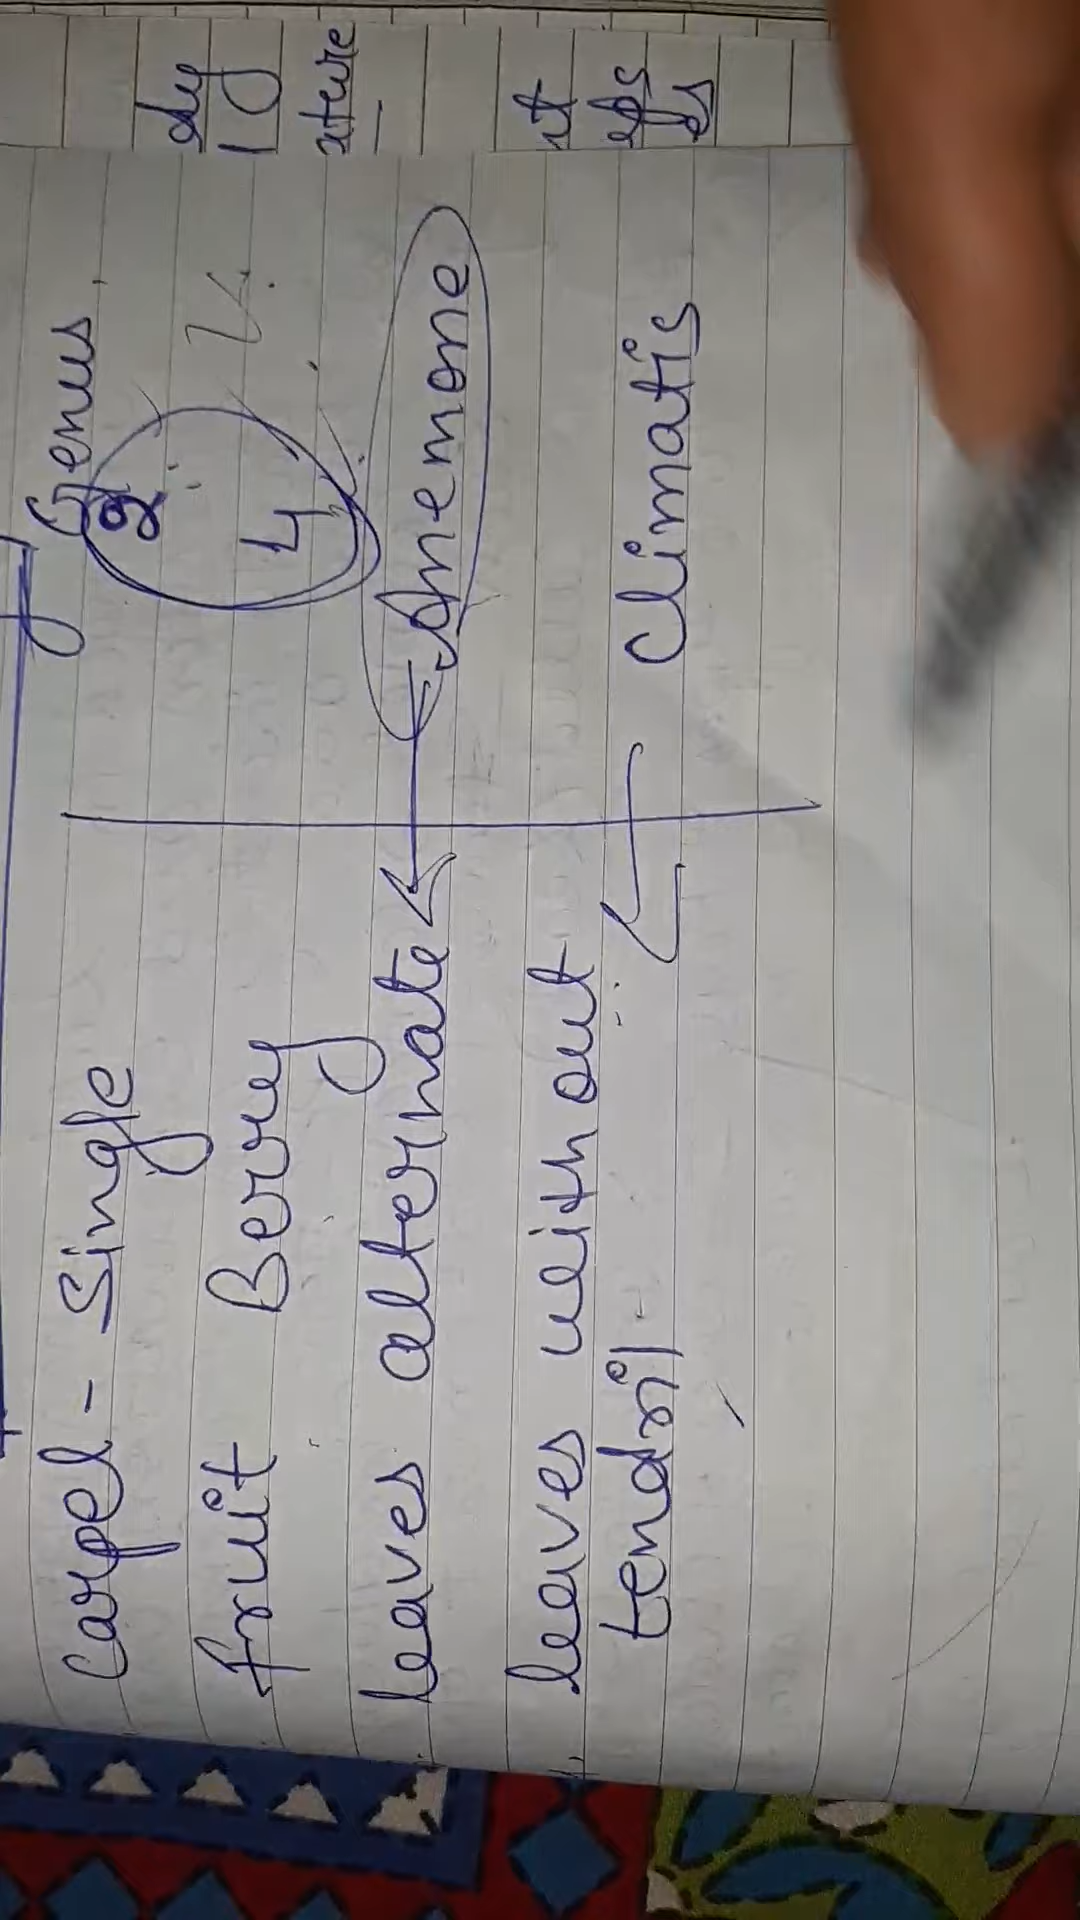 Genus.
Carpel - Single 2
fruit Berry 4
leaves alternate Anemone
leaves without
tendril Climatis